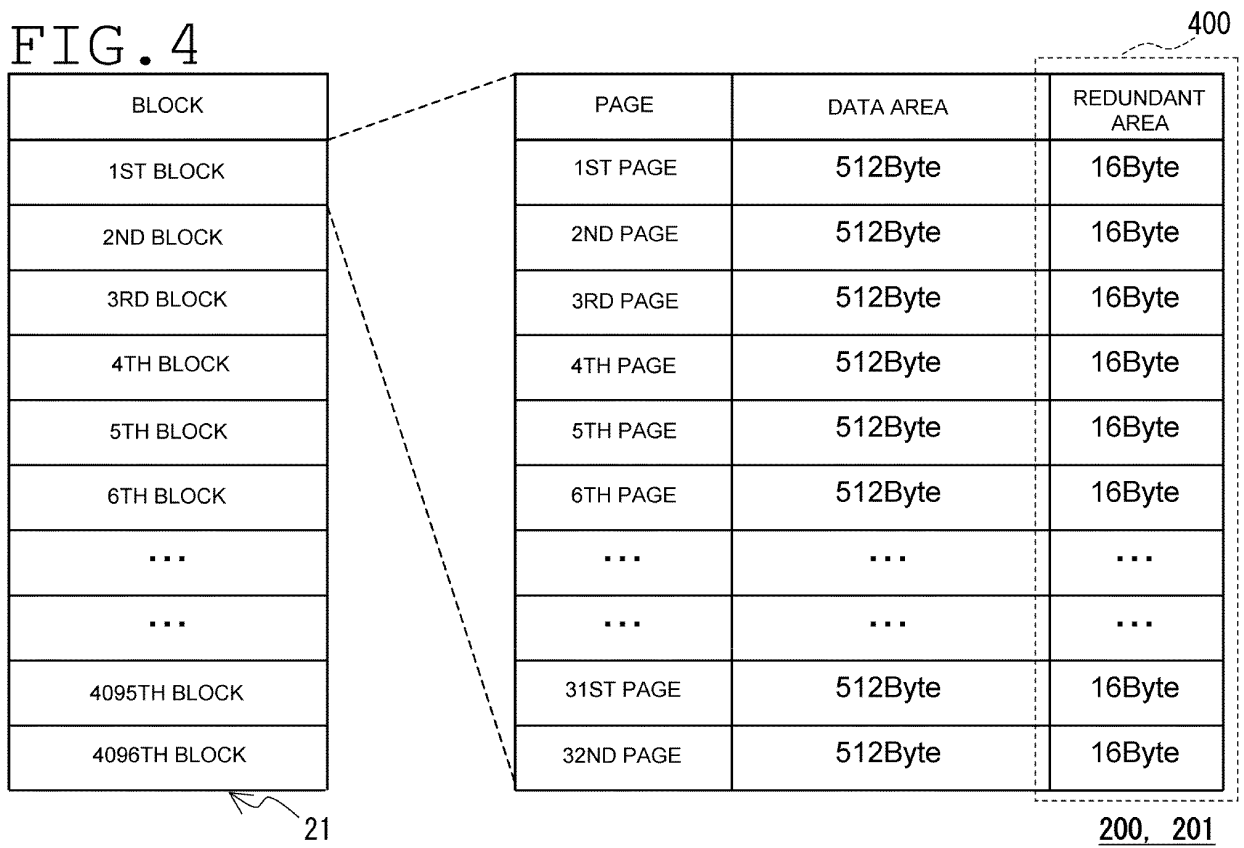 FIG.4
400
BLOCK
1ST BLOCK
2ND BLOCK
3RD BLOCK
4TH BLOCK
5TH BLOCK
6TH BLOCK
...
...
4095TH BLOCK
4096TH BLOCK
21
PAGE DATA AREA REDUNDANT
AREA
1ST PAGE 512Byte 16Byte
2ND PAGE 512Byte 16Byte
3RD PAGE 512Byte 16Byte
4TH PAGE 512Byte 16Byte
5TH PAGE 512Byte 16Byte
6TH PAGE 512Byte 16Byte
... ... ...
... ... ...
31ST PAGE 512Byte 16Byte
32ND PAGE 512Byte 16Byte
200, 201